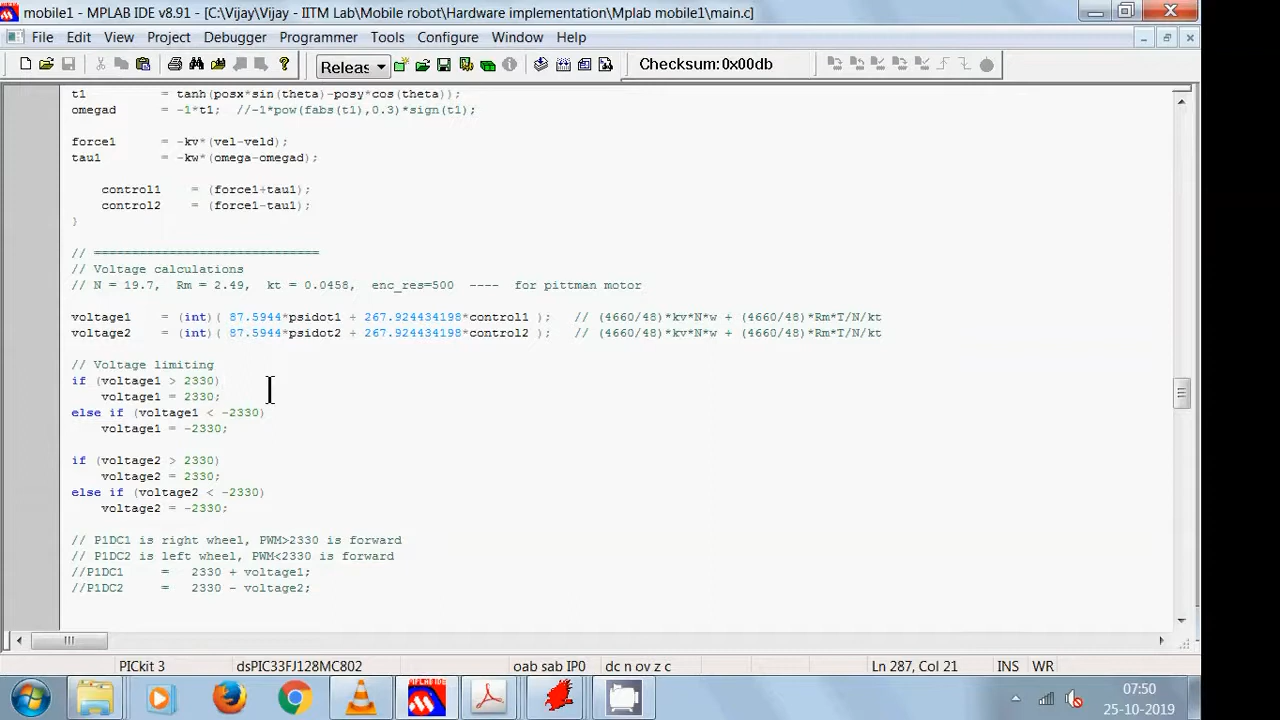 mobile1 - MPLAB IDE v8.91 - [C:\Vijay\Vijay - IITM Lab\Mobile robot\Hardware implementation\Mplab mobile1\main.c]
File Edit View Project Debugger Programmer Tools Configure Window Help
Releas Checksum: 0x00db
t1 = tanh(posx*sin(theta)-posy*cos(theta));
omegad = -1*t1; //-1*pow(fabs(t1),0.3)*sign(t1);
force1 = -kv*(vel-veld);
tau1 = -kw*(omega-omegad);
control1 = (force1+tau1);
control2 = (force1-tau1);
}
// ==============================
// Voltage calculations
// N = 19.7, Rm = 2.49, kt = 0.0458, enc_res=500 ---- for pittman motor
voltage1 = (int)( 87.5944*psidot1 + 267.924434198*control1 ); // (4660/48)*kv*N*w + (4660/48)*Rm*T/N/kt
voltage2 = (int)( 87.5944*psidot2 + 267.924434198*control2 ); // (4660/48)*kv*N*w + (4660/48)*Rm*T/N/kt
// Voltage limiting
if (voltage1 > 2330)
voltage1 = 2330;
else if (voltage1 < -2330)
voltage1 = -2330;
if (voltage2 > 2330)
voltage2 = 2330;
else if (voltage2 < -2330)
voltage2 = -2330;
// P1DC1 is right wheel, PWM>2330 is forward
// P1DC2 is left wheel, PWM<2330 is forward
//P1DC1 = 2330 + voltage1;
//P1DC2 = 2330 - voltage2;
PICkit 3 dsPIC33FJ128MC802 oab sab IP0 dc n ov z c Ln 287, Col 21 INS WR
07:50
25-10-2019